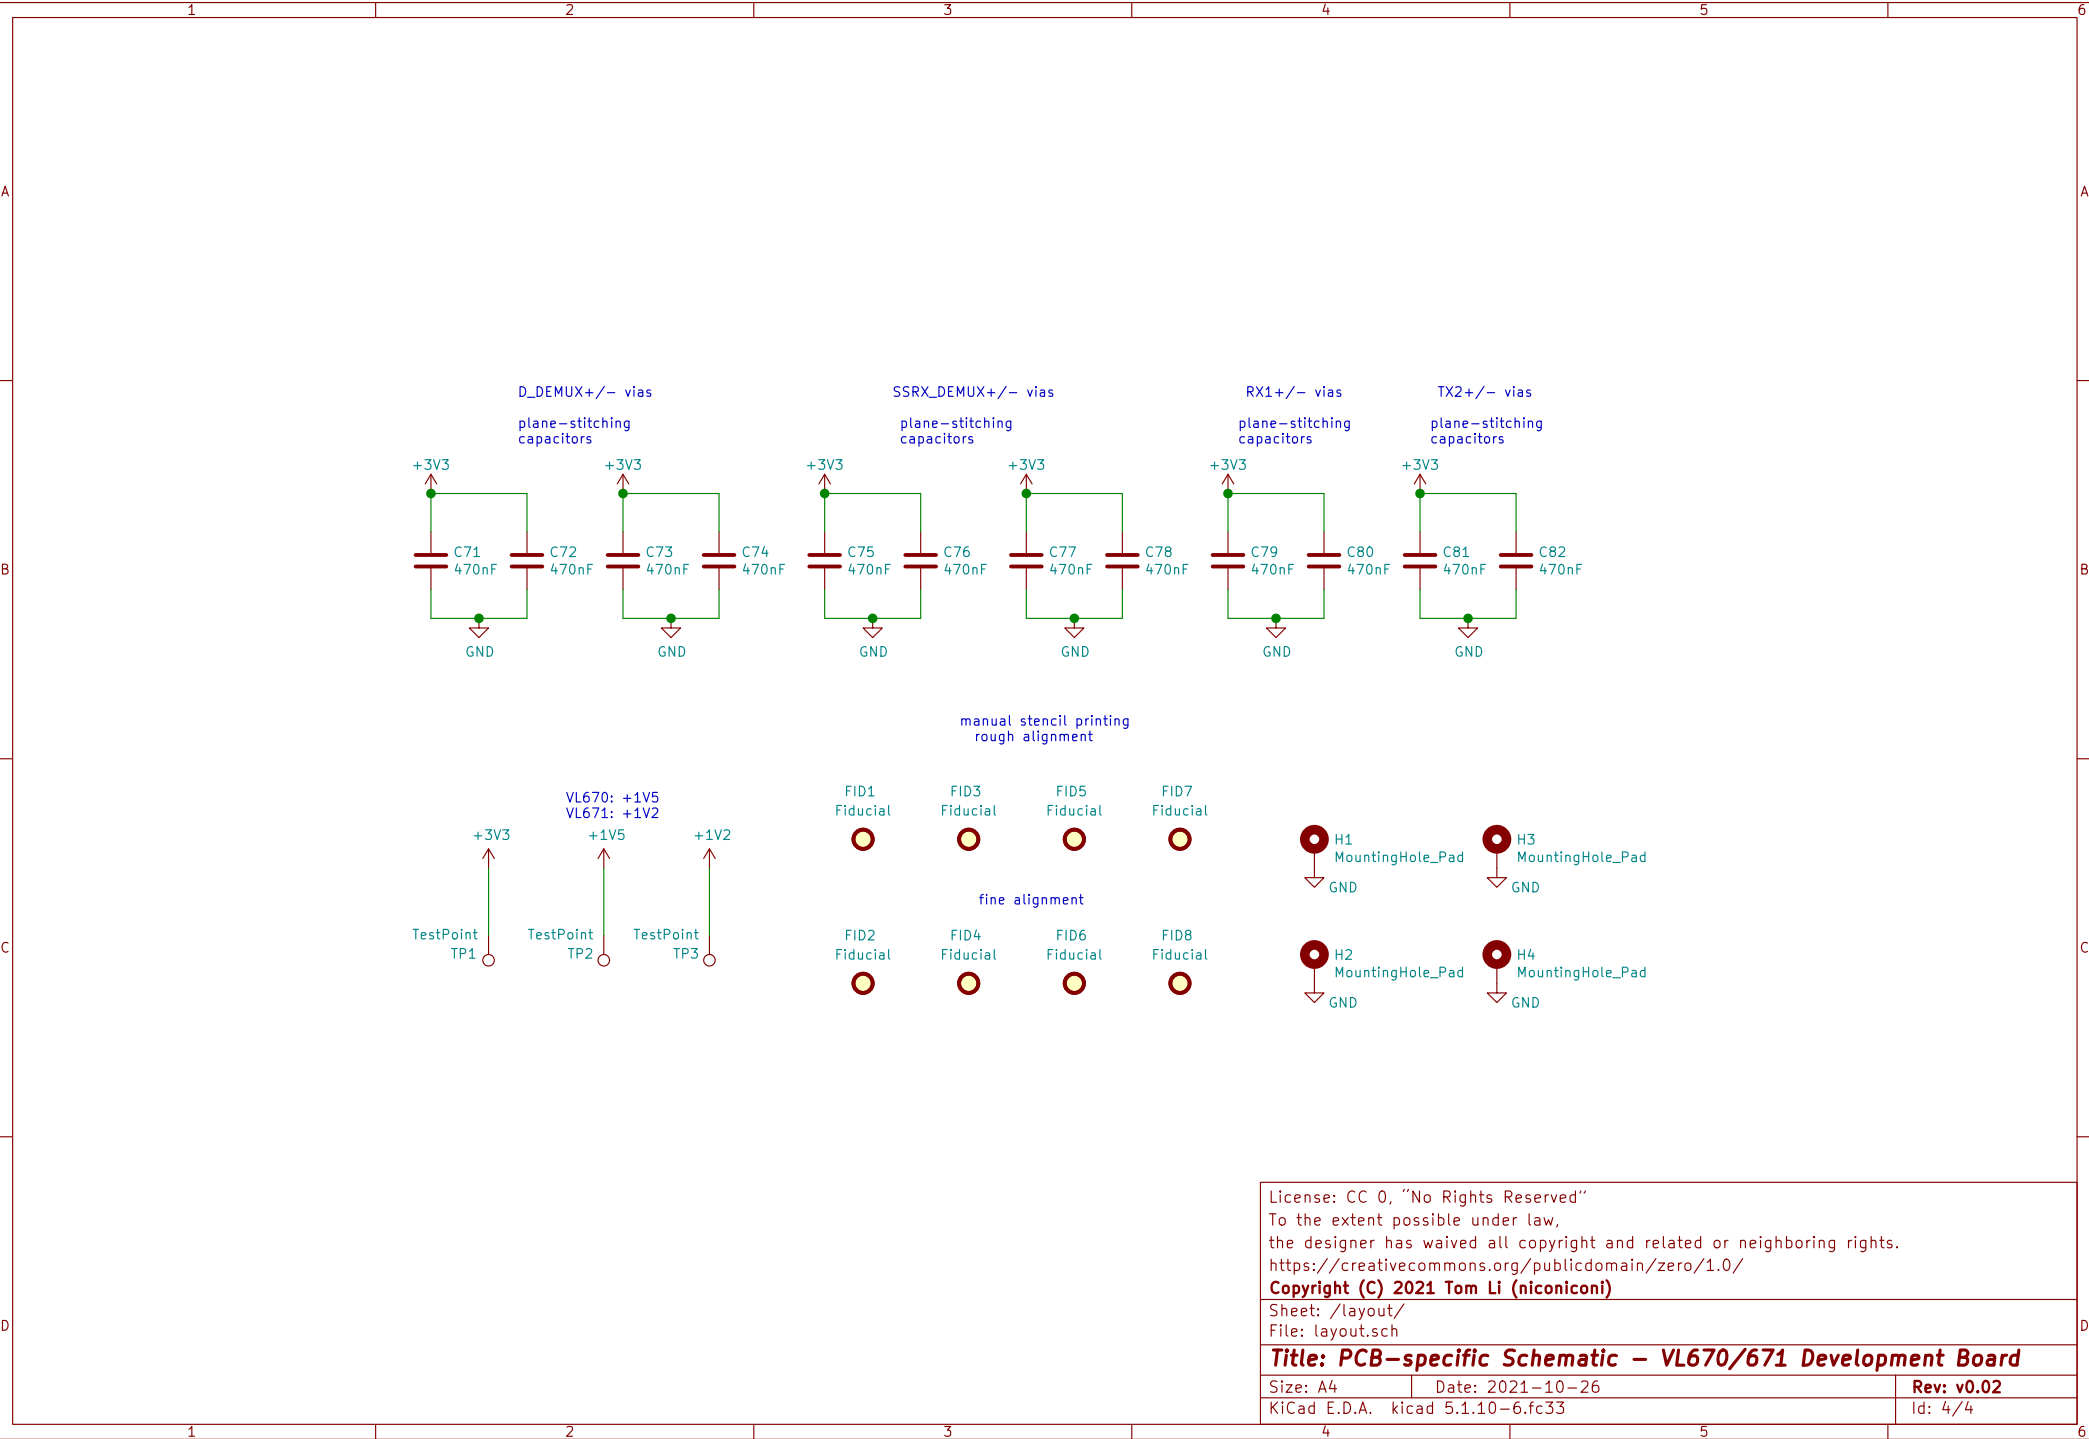 1 2 3 4 5 6
A A
D_DEMUX+/- vias SSRX_DEMUX+/- vias RX1+/- vias TX2+/- vias
plane-stitching plane-stitching plane-stitching plane-stitching
capacitors capacitors capacitors capacitors
+3V3 +3V3 +3V3 +3V3 +3V3 +3V3
C71 C72 C73 C74 C75 C76 C77 C78 C79 C80 C81 C82
B 470nF 470nF 470nF 470nF 470nF 470nF 470nF 470nF 470nF 470nF 470nF 470nF B
GND GND GND GND GND GND
manual stencil printing
rough alignment
VL670: +1V5
VL671: +1V2
+3V3 +1V5 +1V2
TestPoint TestPoint TestPoint
TP1 TP2 TP3
FID1 FID3 FID5 FID7
Fiducial Fiducial Fiducial Fiducial
fine alignment
FID2 FID4 FID6 FID8
Fiducial Fiducial Fiducial Fiducial
H1 H3
MountingHole_Pad MountingHole_Pad
GND GND
H2 H4
MountingHole_Pad MountingHole_Pad
GND GND
C C
License: CC 0, "No Rights Reserved"
To the extent possible under law,
the designer has waived all copyright and related or neighboring rights.
https://creativecommons.org/publicdomain/zero/1.0/
Copyright (C) 2021 Tom Li (niconiconi)
Sheet: /layout/
File: layout.sch
D D
Title: PCB-specific Schematic - VL670/671 Development Board
Size: A4 Date: 2021-10-26 Rev: v0.02
KiCad E.D.A. kicad 5.1.10-6.fc33 Id: 4/4
1 2 3 4 5 6